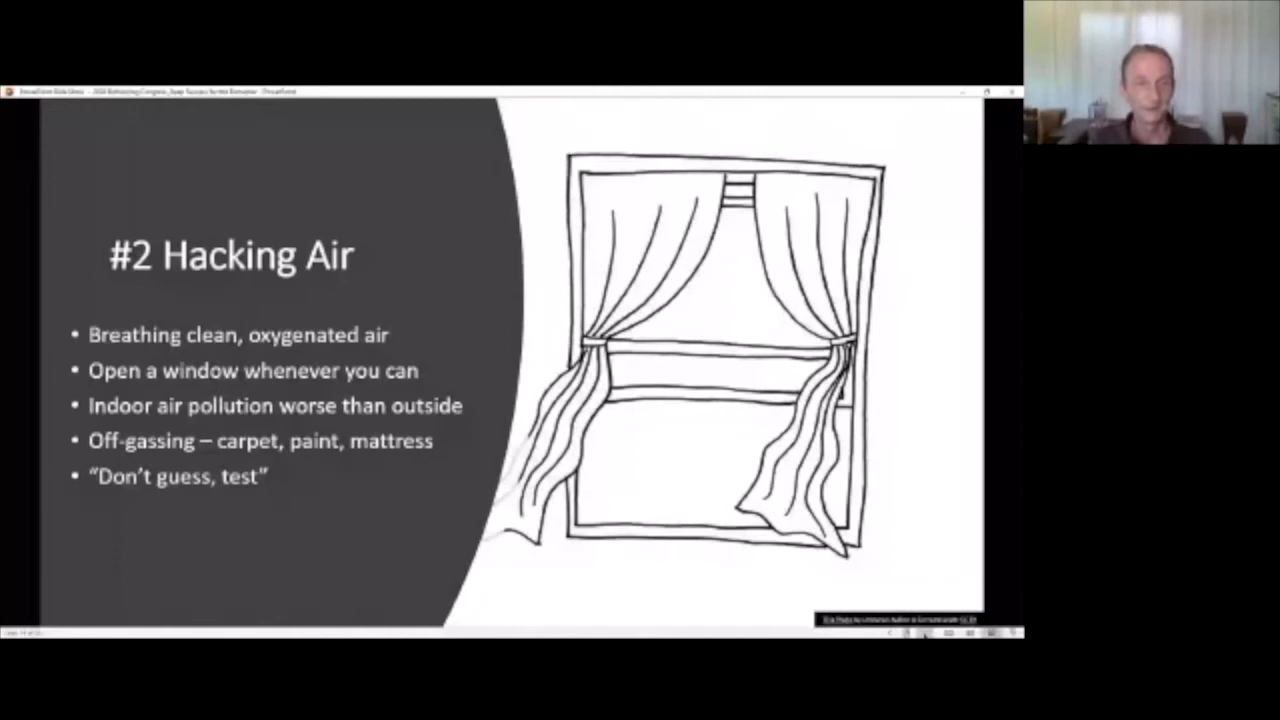 #2 Hacking Air
• Breathing clean, oxygenated air
• Open a window whenever you can
• Indoor air pollution worse than outside
• Off-gassing – carpet, paint, mattress
• “Don’t guess, test”